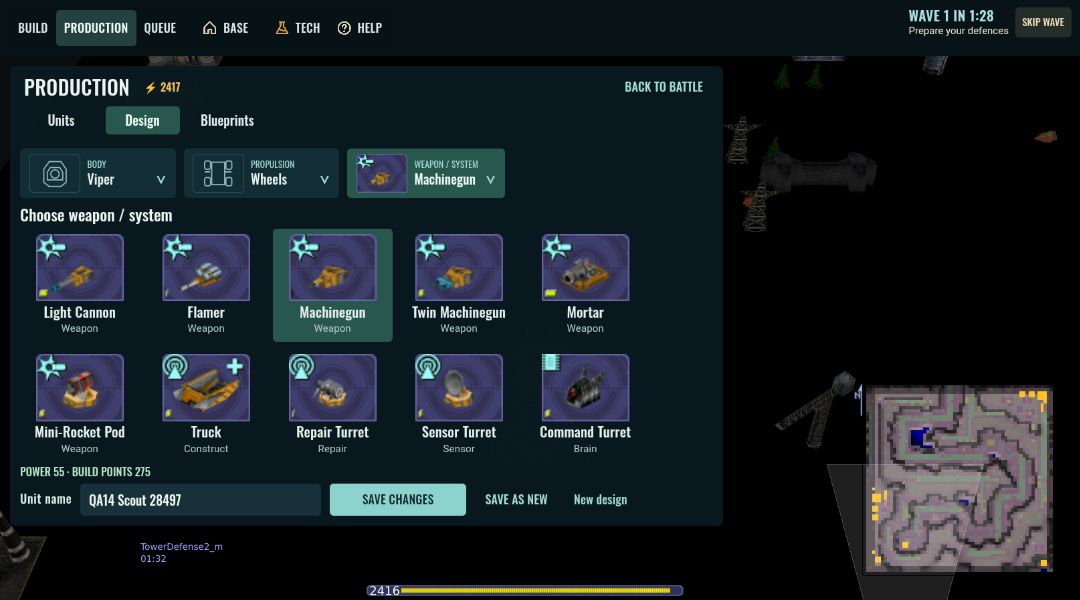 BUILD PRODUCTION QUEUE BASE TECH HELP
WAVE 1 IN 1:28
Prepare your defences
SKIP WAVE
PRODUCTION 2417 BACK TO BATTLE
Units Design Blueprints
BODY
Viper
PROPULSION
Wheels
WEAPON / SYSTEM
Machinegun
Choose weapon / system
Light Cannon Flamer Machinegun Twin Machinegun Mortar
Weapon Weapon Weapon Weapon Weapon
Mini-Rocket Pod Truck Repair Turret Sensor Turret Command Turret
Weapon Construct Repair Sensor Brain
POWER 55 · BUILD POINTS 275
Unit name QA14 Scout 28497 SAVE CHANGES SAVE AS NEW New design
TowerDefense2_m
01:32
2416
N